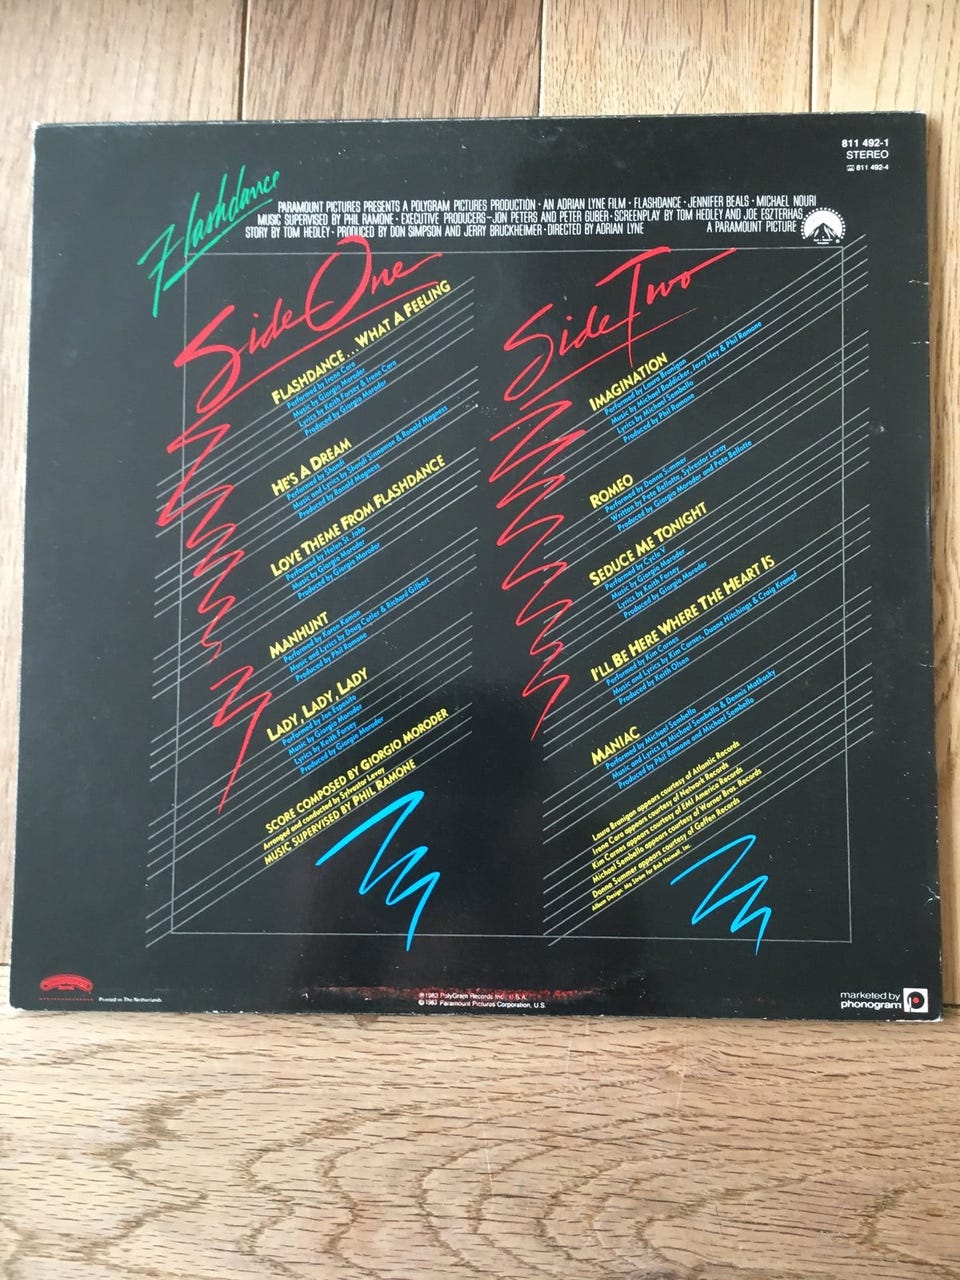 811 492-1
STEREO
811 492-4
Flashdance
PARAMOUNT PICTURES PRESENTS A POLYGRAM PICTURES PRODUCTION · AN ADRIAN LYNE FILM · FLASHDANCE · JENNIFER BEALS · MICHAEL NOURI
MUSIC SUPERVISED BY PHIL RAMONE · EXECUTIVE PRODUCERS-JON PETERS AND PETER GUBER · SCREENPLAY BY TOM HEDLEY AND JOE ESZTERHAS
STORY BY TOM HEDLEY · PRODUCED BY DON SIMPSON AND JERRY BRUCKHEIMER · DIRECTED BY ADRIAN LYNE
A PARAMOUNT PICTURE
Side One
FLASHDANCE...WHAT A FEELING
Performed by Irene Cara
Music by Giorgio Moroder
Lyrics by Keith Forsey & Irene Cara
Produced by Giorgio Moroder
HE'S A DREAM
Performed by Shandi
Music and Lyrics by Shandi Sinnamon & Ronald Magness
Produced by Ronald Magness
LOVE THEME FROM FLASHDANCE
Performed by Helen St. John
Music by Giorgio Moroder
Produced by Giorgio Moroder
MANHUNT
Performed by Karen Kamon
Music and Lyrics by Doug Cotler & Richard Gilbert
Produced by Phil Ramone
LADY, LADY, LADY
Performed by Joe Esposito
Music by Giorgio Moroder
Lyrics by Keith Forsey
Produced by Giorgio Moroder
SCORE COMPOSED BY GIORGIO MORODER
Arranged and conducted by Sylvester Levay
MUSIC SUPERVISED BY PHIL RAMONE
Side Two
IMAGINATION
Performed by Laura Branigan
Music by Michael Boddicker, Jerry Hey & Phil Ramone
Lyrics by Michael Sembello
Produced by Phil Ramone
ROMEO
Performed by Donna Summer
Written by Pete Bellotte, Sylvester Levay
Produced by Giorgio Moroder and Pete Bellotte
SEDUCE ME TONIGHT
Performed by Cycle V
Music by Giorgio Moroder
Lyrics by Keith Forsey
Produced by Giorgio Moroder
I'LL BE HERE WHERE THE HEART IS
Performed by Kim Carnes
Music and Lyrics by Kim Carnes, Duane Hitchings & Craig Krampf
Produced by Keith Olsen
MANIAC
Performed by Michael Sembello
Music and Lyrics by Michael Sembello & Dennis Matkosky
Produced by Phil Ramone and Michael Sembello
Laura Branigan appears courtesy of Atlantic Records
Irene Cara appears courtesy of Network Records
Kim Carnes appears courtesy of EMI America Records
Michael Sembello appears courtesy of Warner Bros. Records
Donna Summer appears courtesy of Geffen Records
Printed in The Netherlands
℗1983 PolyGram Records Inc., U.S.A.
©1983 Paramount Pictures Corporation, U.S.
marketed by
phonogram